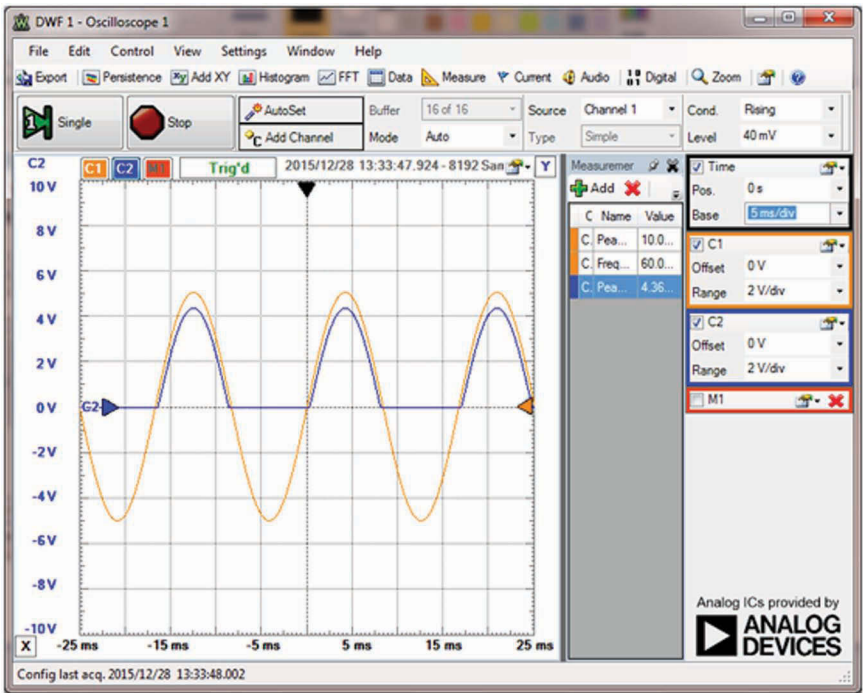 DWF 1 - Oscilloscope 1
File Edit Control View Settings Window Help
Export Persistence Add XY Histogram FFT Data Measure Current Audio Digital Zoom
Single Stop AutoSet Buffer 16 of 16 Source Channel 1 Cond. Rising
Add Channel Mode Auto Type Simple Level 40 mV
C2 C1 C2 M1 Trig'd 2015/12/28 13:33:47.924 - 8192 Sam Y
Measuremer
Add
C Name Value
C. Pea... 10.0...
C. Freq... 60.0...
C. Pea... 4.36...
Time
Pos. 0 s
Base 5 ms/div
C1
Offset 0 V
Range 2 V/div
C2
Offset 0 V
Range 2 V/div
M1
10 V
8 V
6 V
4 V
2 V
0 V
-2 V
-4 V
-6 V
-8 V
-10 V
X -25 ms -15 ms -5 ms 5 ms 15 ms 25 ms
Analog ICs provided by
ANALOG
DEVICES
Config last acq. 2015/12/28 13:33:48.002